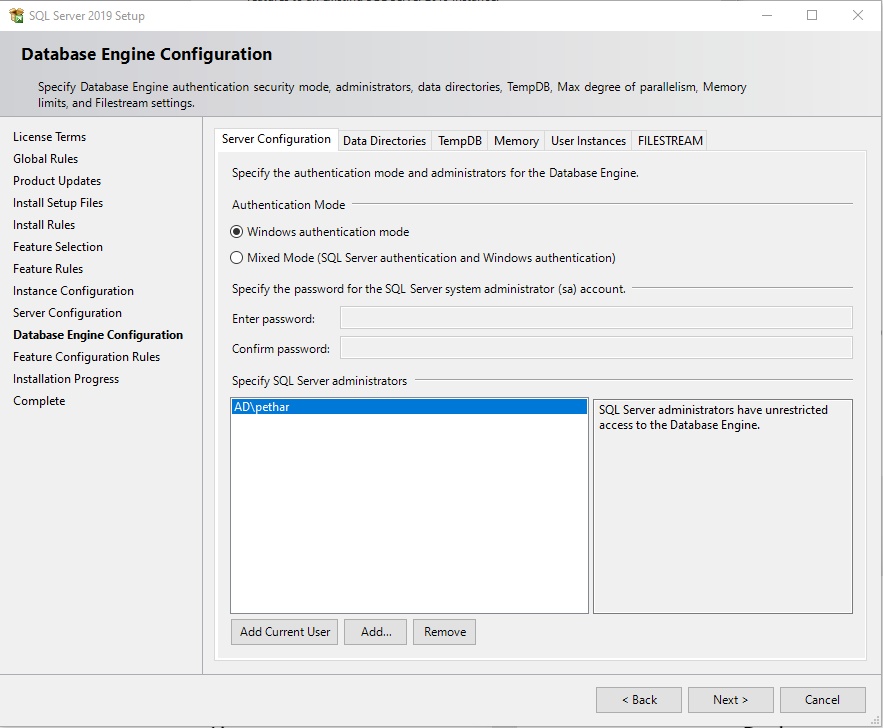 SQL Server 2019 Setup
Database Engine Configuration
Specify Database Engine authentication security mode, administrators, data directories, TempDB, Max degree of parallelism, Memory
limits, and Filestream settings.
License Terms
Global Rules
Product Updates
Install Setup Files
Install Rules
Feature Selection
Feature Rules
Instance Configuration
Server Configuration
Database Engine Configuration
Feature Configuration Rules
Installation Progress
Complete
Server Configuration Data Directories TempDB Memory User Instances FILESTREAM
Specify the authentication mode and administrators for the Database Engine.
Authentication Mode
Windows authentication mode
Mixed Mode (SQL Server authentication and Windows authentication)
Specify the password for the SQL Server system administrator (sa) account.
Enter password:
Confirm password:
Specify SQL Server administrators
AD\pethar
SQL Server administrators have unrestricted
access to the Database Engine.
Add Current User Add... Remove
< Back Next > Cancel